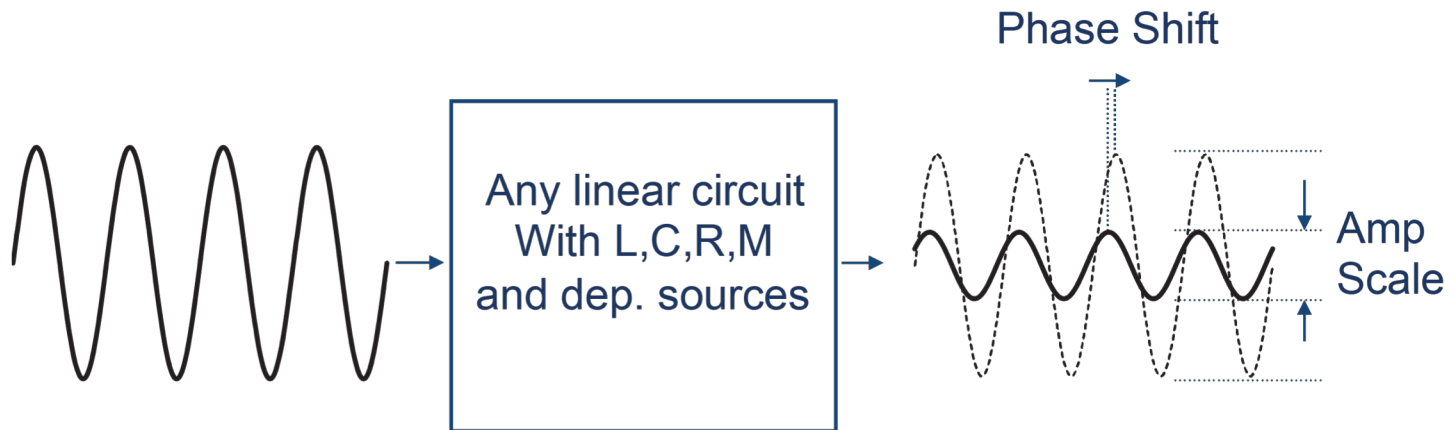 Phase Shift
Any linear circuit
With L,C,R,M
and dep. sources
Amp
Scale